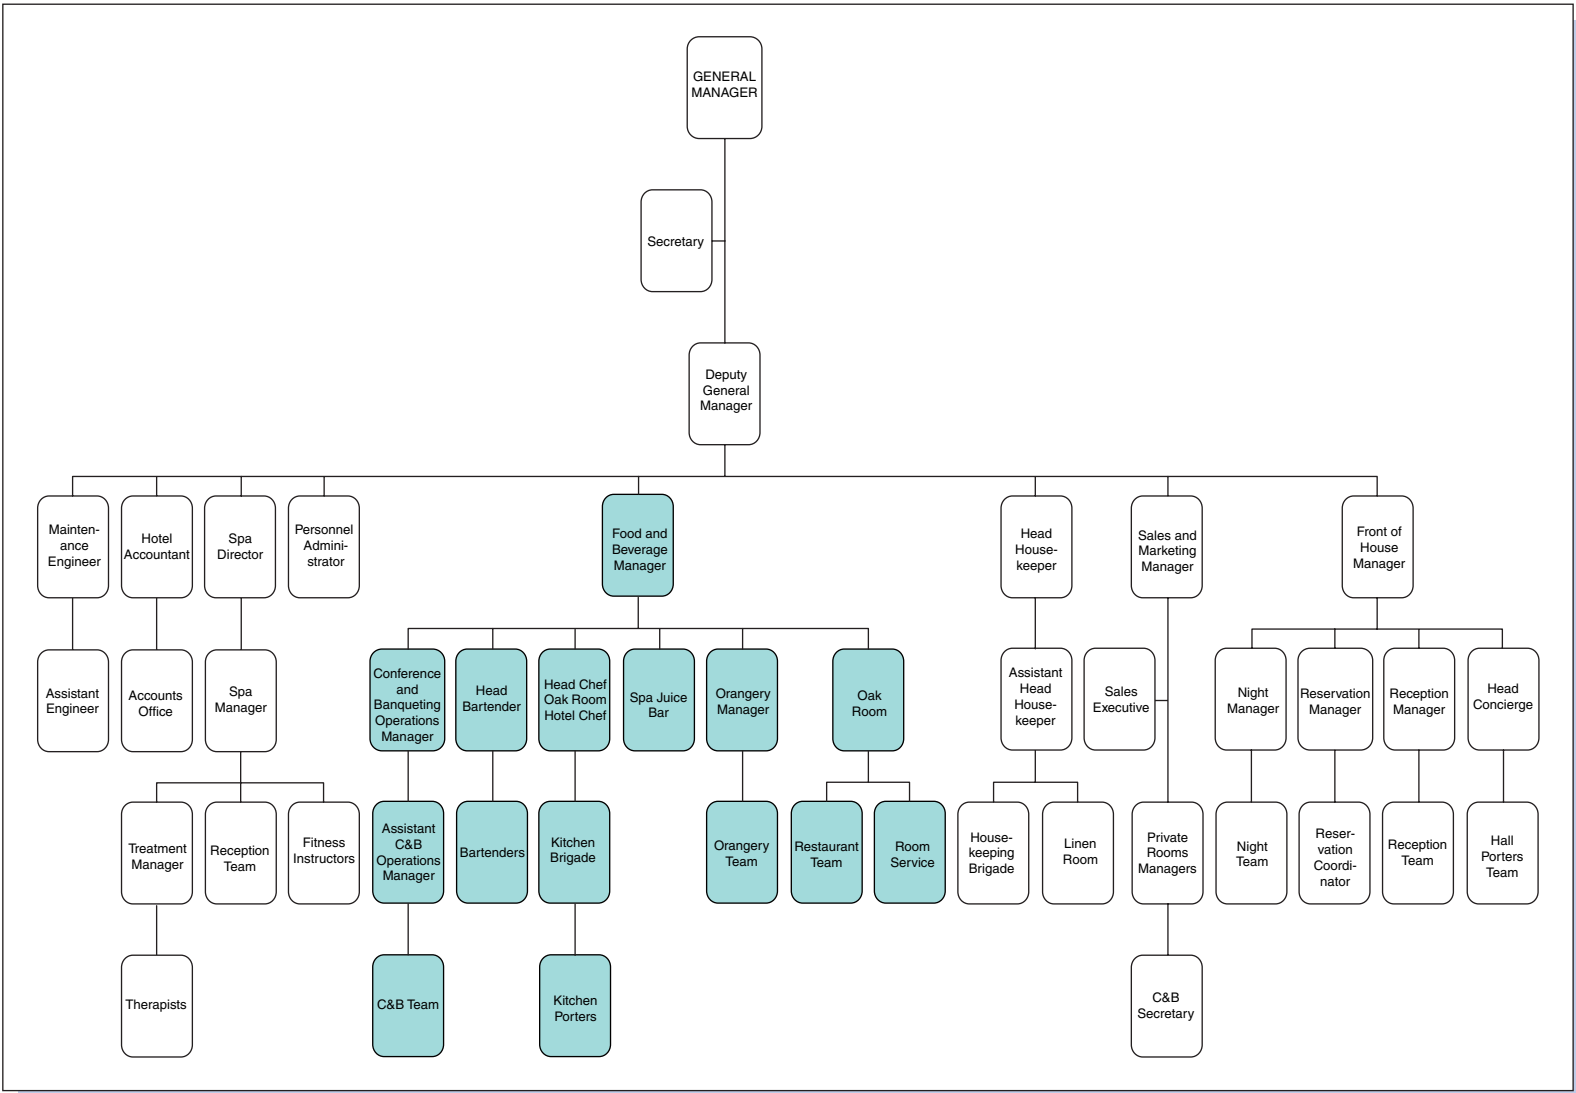 GENERAL
MANAGER
Secretary
Deputy
General
Manager
Mainten-
ance
Engineer
Hotel
Accountant
Spa
Director
Personnel
Admini-
strator
Food and
Beverage
Manager
Head
House-
keeper
Sales and
Marketing
Manager
Front of
House
Manager
Assistant
Engineer
Accounts
Office
Spa
Manager
Conference
and
Banqueting
Operations
Manager
Head
Bartender
Head Chef
Oak Room
Hotel Chef
Spa Juice
Bar
Orangery
Manager
Oak
Room
Assistant
Head
House-
keeper
Sales
Executive
Night
Manager
Reservation
Manager
Reception
Manager
Head
Concierge
Treatment
Manager
Reception
Team
Fitness
Instructors
Assistant
C&B
Operations
Manager
Bartenders
Kitchen
Brigade
Orangery
Team
Restaurant
Team
Room
Service
House-
keeping
Brigade
Linen
Room
Private
Rooms
Managers
Night
Team
Reser-
vation
Coordi-
nator
Reception
Team
Hall
Porters
Team
Therapists
C&B Team
Kitchen
Porters
C&B
Secretary